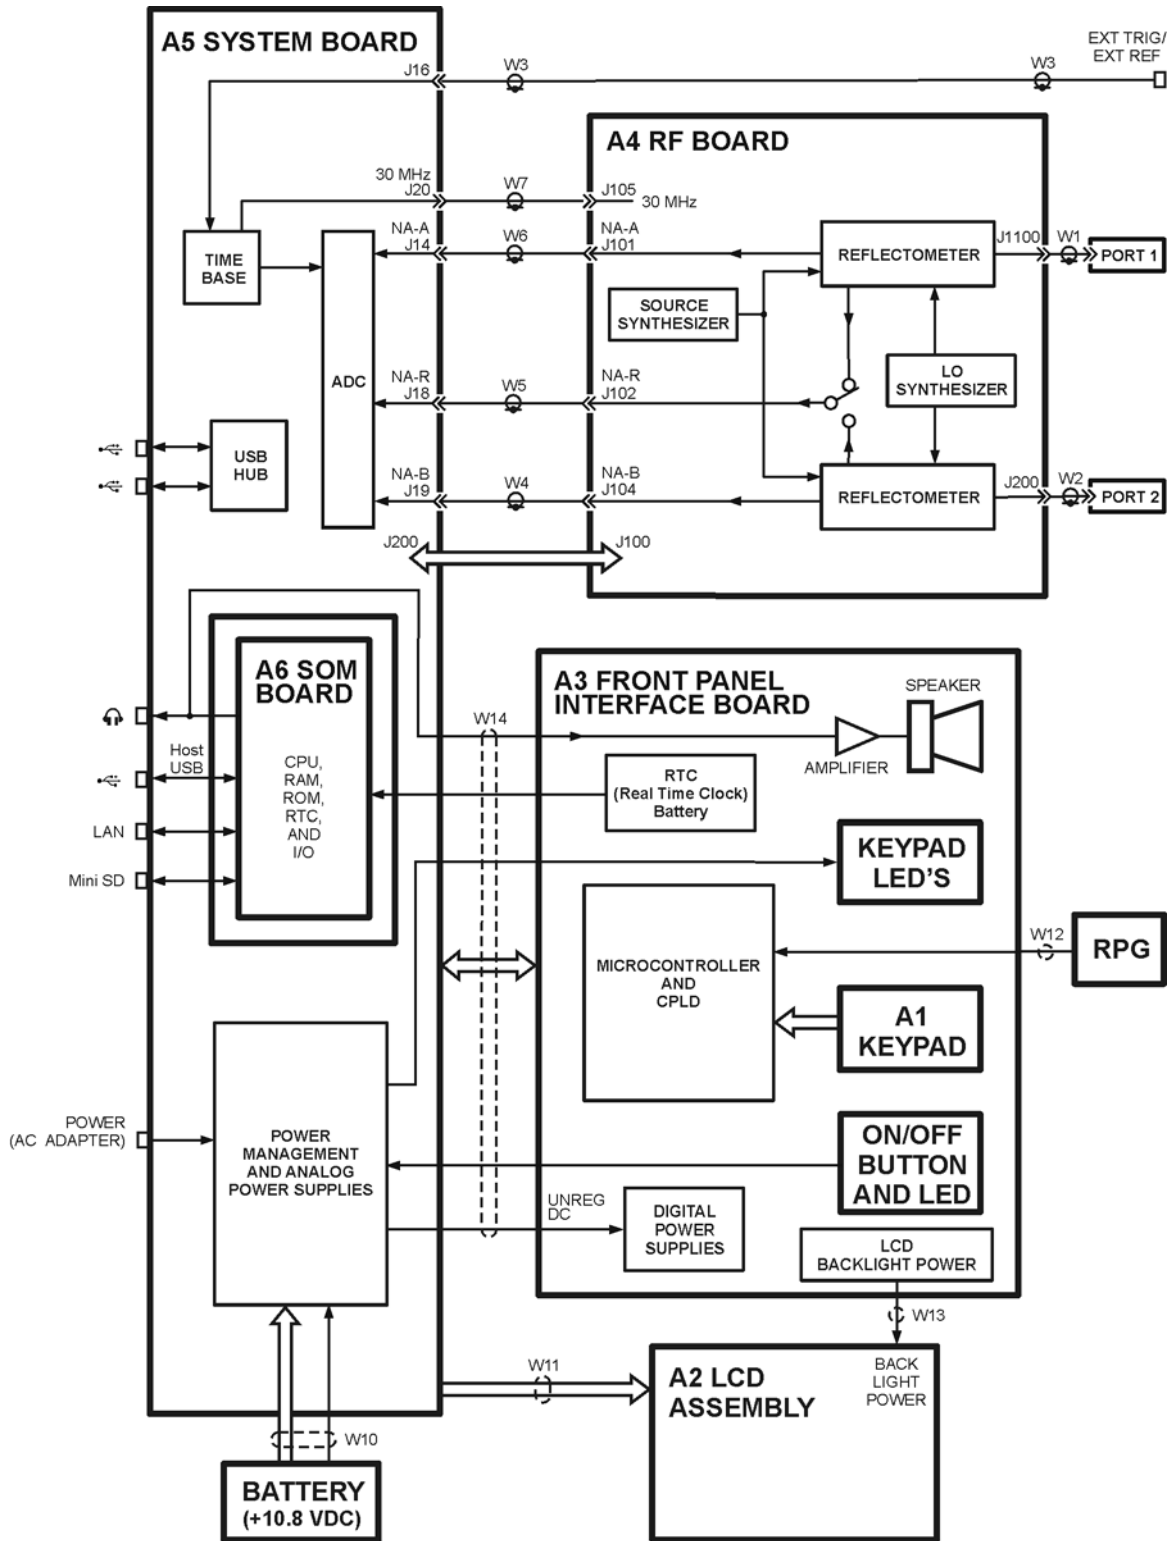 A5 SYSTEM BOARD
EXT TRIG/
EXT REF
J16
W3
W3
A4 RF BOARD
30 MHz
J20
W7
J105
30 MHz
NA-A
J14
W6
NA-A
J101
J1100
W1
PORT 1
TIME
BASE
REFLECTOMETER
SOURCE
SYNTHESIZER
ADC
NA-R
J18
W5
NA-R
J102
LO
SYNTHESIZER
USB
HUB
NA-B
J19
W4
NA-B
J104
REFLECTOMETER
J200
W2
PORT 2
J200
J100
A6 SOM
BOARD
CPU,
RAM,
ROM,
RTC,
AND
I/O
Host
USB
LAN
Mini SD
W14
A3 FRONT PANEL
INTERFACE BOARD
SPEAKER
AMPLIFIER
RTC
(Real Time Clock)
Battery
KEYPAD
LED'S
MICROCONTROLLER
AND
CPLD
W12
RPG
A1
KEYPAD
POWER
(AC ADAPTER)
POWER
MANAGEMENT
AND ANALOG
POWER SUPPLIES
ON/OFF
BUTTON
AND LED
UNREG
DC
DIGITAL
POWER
SUPPLIES
LCD
BACKLIGHT POWER
W13
W11
A2 LCD
ASSEMBLY
BACK
LIGHT
POWER
W10
BATTERY
(+10.8 VDC)